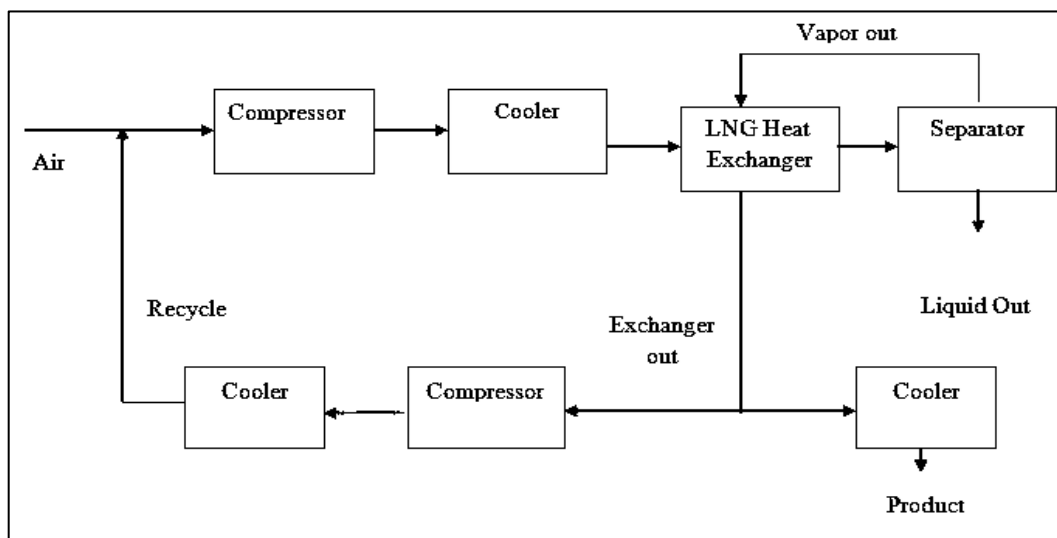 Vapor out
Compressor
Cooler
LNG Heat
Exchanger
Separator
Air
Recycle
Exchanger
out
Liquid Out
Cooler
Compressor
Cooler
Product